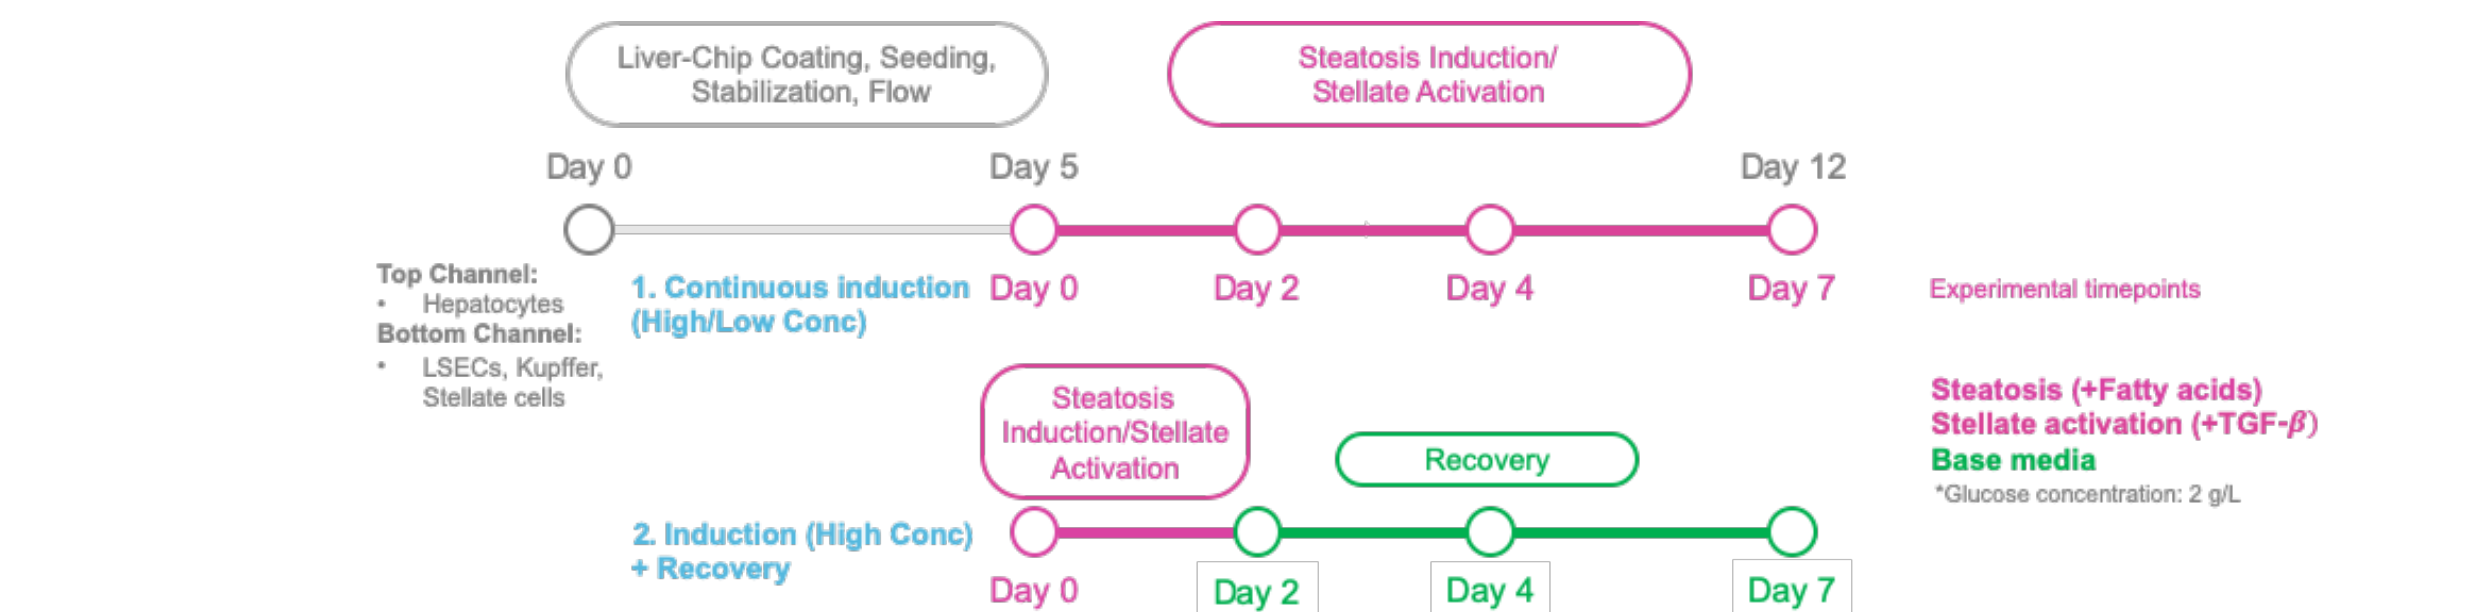 Liver-Chip Coating, Seeding,
Stabilization, Flow
Steatosis Induction/
Stellate Activation
Day 0
Day 5
Day 12
Top Channel:
• Hepatocytes
Bottom Channel:
• LSECs, Kupffer,
Stellate cells
1. Continuous induction
(High/Low Conc)
Day 0
Day 2
Day 4
Day 7
Experimental timepoints
Steatosis
Induction/Stellate
Activation
Recovery
Steatosis (+Fatty acids)
Stellate activation (+TGF-β)
Base media
*Glucose concentration: 2 g/L
2. Induction (High Conc)
+ Recovery
Day 0
Day 2
Day 4
Day 7